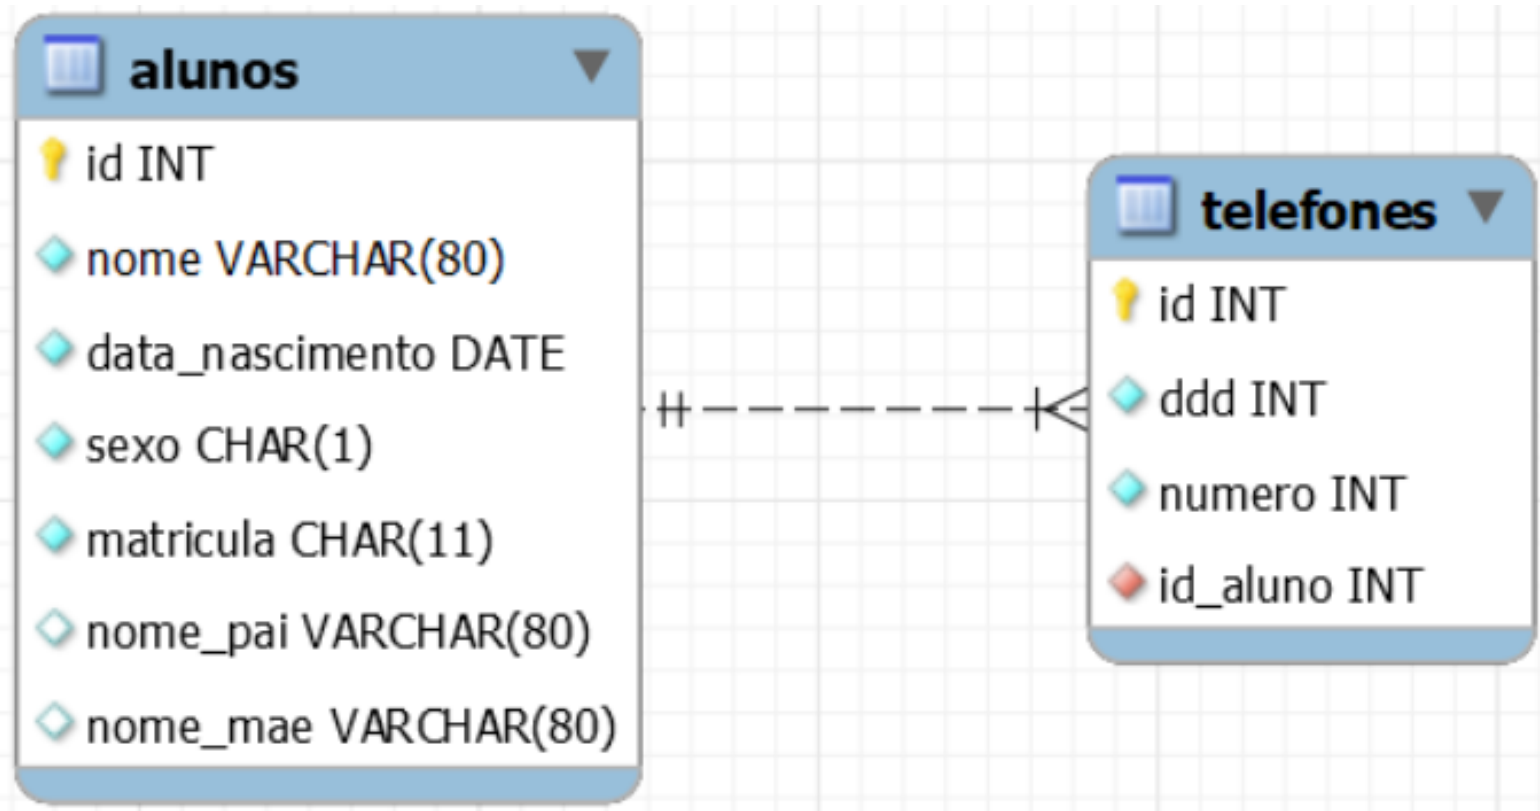 alunos
id INT
nome VARCHAR(80)
data_nascimento DATE
sexo CHAR(1)
matricula CHAR(11)
nome_pai VARCHAR(80)
nome_mae VARCHAR(80)
telefones
id INT
ddd INT
numero INT
id_aluno INT